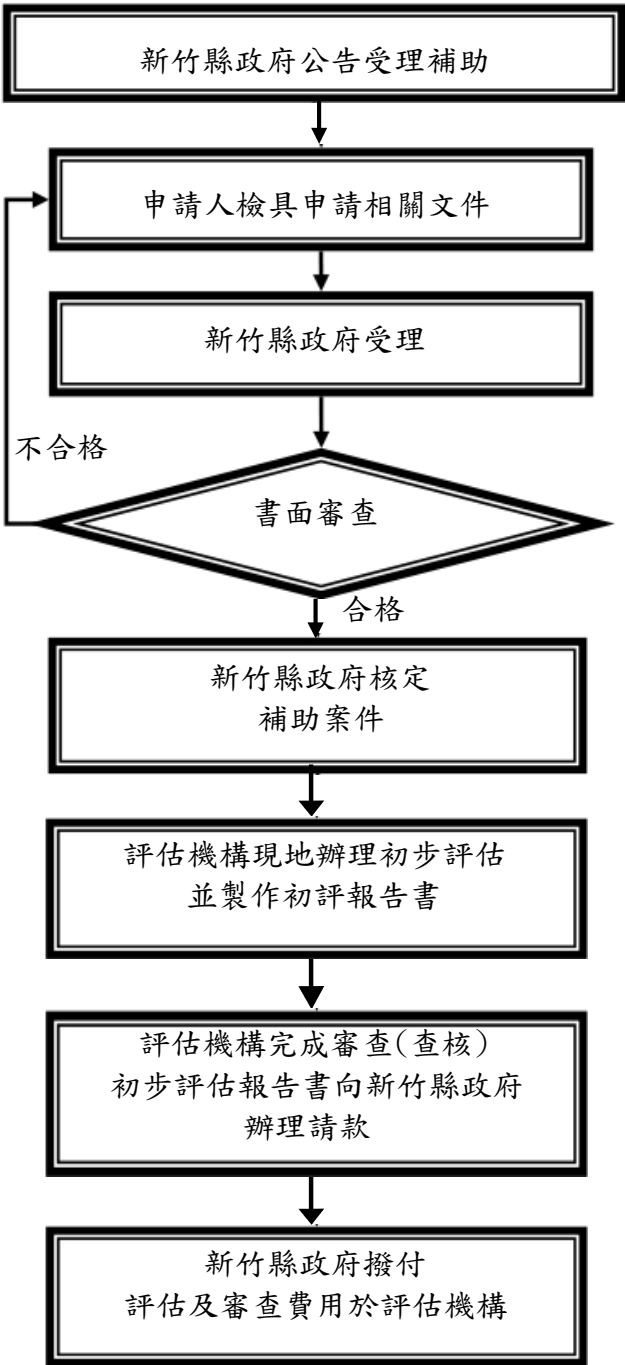 新竹縣政府公告受理補助
申請人檢具申請相關文件
新竹縣政府受理
不合格
書面審查
合格
新竹縣政府核定
補助案件
評估機構現地辦理初步評估
並製作初評報告書
評估機構完成審查(查核)
初步評估報告書向新竹縣政府
辦理請款
新竹縣政府撥付
評估及審查費用於評估機構